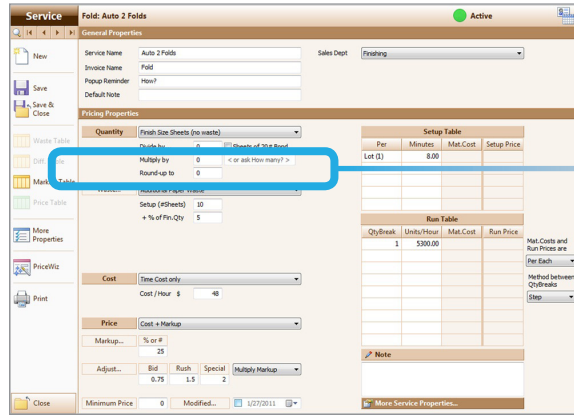 Service
Fold: Auto 2 Folds
Active
General Properties
New
Save
Save &
Close
Waste Table
Table
Price Table
More
Properties
PriceWiz
Print
Close
Service Name Auto 2 Folds Sales Dept Finishing
Invoice Name Fold
Popup Reminder How?
Default Note
Pricing Properties
Quantity Finish Size Sheets (no waste)
Divide by 0 Sheets of 20# Bond
Multiply by 0 < or ask How many? >
Round-up to 0
Waste... Additional Paper Waste
Setup (#Sheets) 10
+ % of Fin.Qty 5
Cost Time Cost only
Cost / Hour $ 48
Price Cost + Markup
Markup... % or #
25
Adjust... Bid Rush Special Multiply Markup
0.75 1.5 2
Minimum Price 0 Modified... 1/27/2011
Setup Table
Per Minutes Mat.Cost Setup Price
Lot (1) 8.00
Run Table
QtyBreak Units/Hour Mat.Cost Run Price
1 5300.00
Mat.Costs and
Run Prices are
Per Each
Method between
QtyBreaks
Step
Note
More Service Properties...